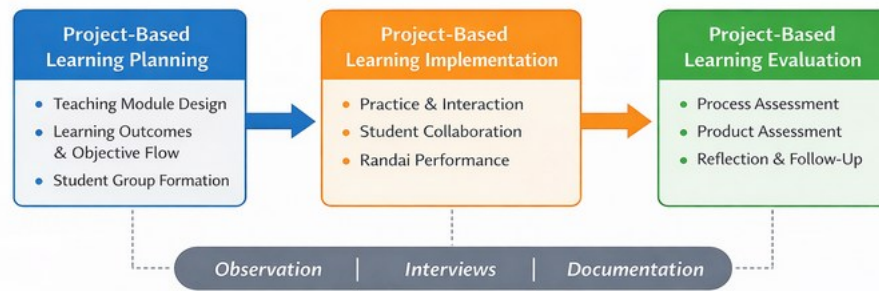 Project-Based
Learning Planning
• Teaching Module Design
• Learning Outcomes
& Objective Flow
• Student Group Formation
Project-Based
Learning Implementation
• Practice & Interaction
• Student Collaboration
• Randai Performance
Project-Based
Learning Evaluation
• Process Assessment
• Product Assessment
• Reflection & Follow-Up
Observation | Interviews | Documentation